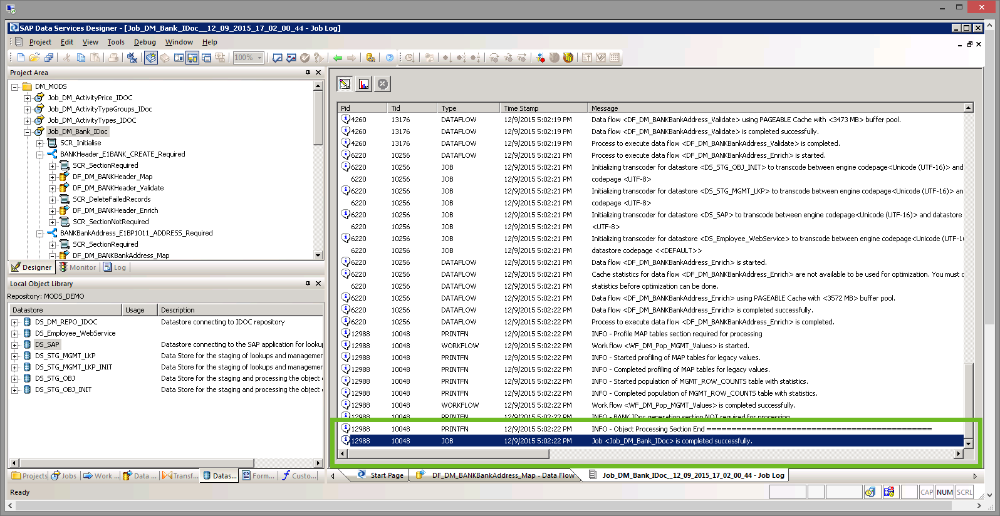 SAP Data Services Designer - [Job_DM_Bank_IDoc__12_09_2015_17_02_00_44 - Job Log]
Project Edit View Tools Debug Window Help
100%
Project Area
DM_MODS
Job_DM_ActivityPrice_IDOC
Job_DM_ActivityTypeGroups_IDoc
Job_DM_ActivityTypes_IDOC
Job_DM_Bank_IDoc
SCR_Initialise
BANKHeader_E1BANK_CREATE_Required
SCR_SectionRequired
DF_DM_BANKHeader_Map
DF_DM_BANKHeader_Validate
SCR_DeleteFailedRecords
DF_DM_BANKHeader_Enrich
SCR_SectionNotRequired
BANKBankAddress_E1BP1011_ADDRESS_Required
SCR_SectionRequired
DF_DM_BANKBankAddress_Map
Designer Monitor Log
Local Object Library
Repository: MODS_DEMO
Datastore Usage Description
DS_DM_REPO_IDOC Datastore connecting to IDOC repository
DS_Employee_WebService
DS_SAP Datastore connecting to the SAP application for lookup
DS_STG_MGMT_LKP Data Store for the staging of lookups and managemen
DS_STG_MGMT_LKP_INIT Data Store for the staging of lookups and managemen
DS_STG_OBJ Data Store for the staging and processing the object
DS_STG_OBJ_INIT Data Store for the staging and processing the object
Projects Jobs Work ... Data ... Transf... Datas... Form... Custo...
Pid Tid Type Time Stamp Message
4260 13176 DATAFLOW 12/9/2015 5:02:19 PM Data flow <DF_DM_BANKBankAddress_Validate> using PAGEABLE Cache with <3473 MB> buffer pool.
4260 13176 DATAFLOW 12/9/2015 5:02:19 PM Data flow <DF_DM_BANKBankAddress_Validate> is completed successfully.
4260 13176 DATAFLOW 12/9/2015 5:02:19 PM Process to execute data flow <DF_DM_BANKBankAddress_Validate> is completed.
6220 10256 DATAFLOW 12/9/2015 5:02:21 PM Process to execute data flow <DF_DM_BANKBankAddress_Enrich> is started.
6220 10256 JOB 12/9/2015 5:02:21 PM Initializing transcoder for datastore <DS_STG_OBJ_INIT> to transcode between engine codepage<Unicode (UTF-16)> and
6220 10256 JOB 12/9/2015 5:02:21 PM codepage <UTF-8>
6220 10256 JOB 12/9/2015 5:02:21 PM Initializing transcoder for datastore <DS_STG_MGMT_LKP> to transcode between engine codepage<Unicode (UTF-16)> an
6220 10256 JOB 12/9/2015 5:02:21 PM codepage <UTF-8>
6220 10256 JOB 12/9/2015 5:02:21 PM Initializing transcoder for datastore <DS_SAP> to transcode between engine codepage<Unicode (UTF-16)> and datastore
6220 10256 JOB 12/9/2015 5:02:21 PM <UTF-8>
6220 10256 JOB 12/9/2015 5:02:21 PM Initializing transcoder for datastore <DS_Employee_WebService> to transcode between engine codepage<Unicode (UTF-1
6220 10256 JOB 12/9/2015 5:02:21 PM datastore codepage <<DEFAULT>>
6220 10256 DATAFLOW 12/9/2015 5:02:21 PM Data flow <DF_DM_BANKBankAddress_Enrich> is started.
6220 10256 DATAFLOW 12/9/2015 5:02:21 PM Cache statistics for data flow <DF_DM_BANKBankAddress_Enrich> are not available to be used for optimization. You must c
6220 10256 DATAFLOW 12/9/2015 5:02:21 PM statistics before optimization can be done.
6220 10256 DATAFLOW 12/9/2015 5:02:21 PM Data flow <DF_DM_BANKBankAddress_Enrich> using PAGEABLE Cache with <3572 MB> buffer pool.
6220 10256 DATAFLOW 12/9/2015 5:02:22 PM Data flow <DF_DM_BANKBankAddress_Enrich> is completed successfully.
6220 10256 DATAFLOW 12/9/2015 5:02:22 PM Process to execute data flow <DF_DM_BANKBankAddress_Enrich> is completed.
12988 10048 PRINTFN 12/9/2015 5:02:22 PM INFO - Profile MAP tables section required for processing
12988 10048 WORKFLOW 12/9/2015 5:02:22 PM Work flow <WF_DM_Pop_MGMT_Values> is started.
12988 10048 PRINTFN 12/9/2015 5:02:22 PM INFO - Started profiling of MAP tables for legacy values.
12988 10048 PRINTFN 12/9/2015 5:02:22 PM INFO - Completed profiling of MAP tables for legacy values.
12988 10048 PRINTFN 12/9/2015 5:02:22 PM INFO - Started population of MGMT_ROW_COUNTS table with statistics.
12988 10048 PRINTFN 12/9/2015 5:02:22 PM INFO - Completed population of MGMT_ROW_COUNTS table with statistics.
12988 10048 WORKFLOW 12/9/2015 5:02:22 PM Work flow <WF_DM_Pop_MGMT_Values> is completed successfully.
12988 10048 PRINTFN 12/9/2015 5:02:22 PM INFO - BANK IDoc generation section NOT required for processing
12988 10048 PRINTFN 12/9/2015 5:02:22 PM INFO - Object Processing Section End =============================================
12988 10048 JOB 12/9/2015 5:02:22 PM Job <Job_DM_Bank_IDoc> is completed successfully.
Start Page DF_DM_BANKBankAddress_Map - Data Flow Job_DM_Bank_IDoc__12_09_2015_17_02_00_44 - Job Log
Ready CAP NUM SCRL